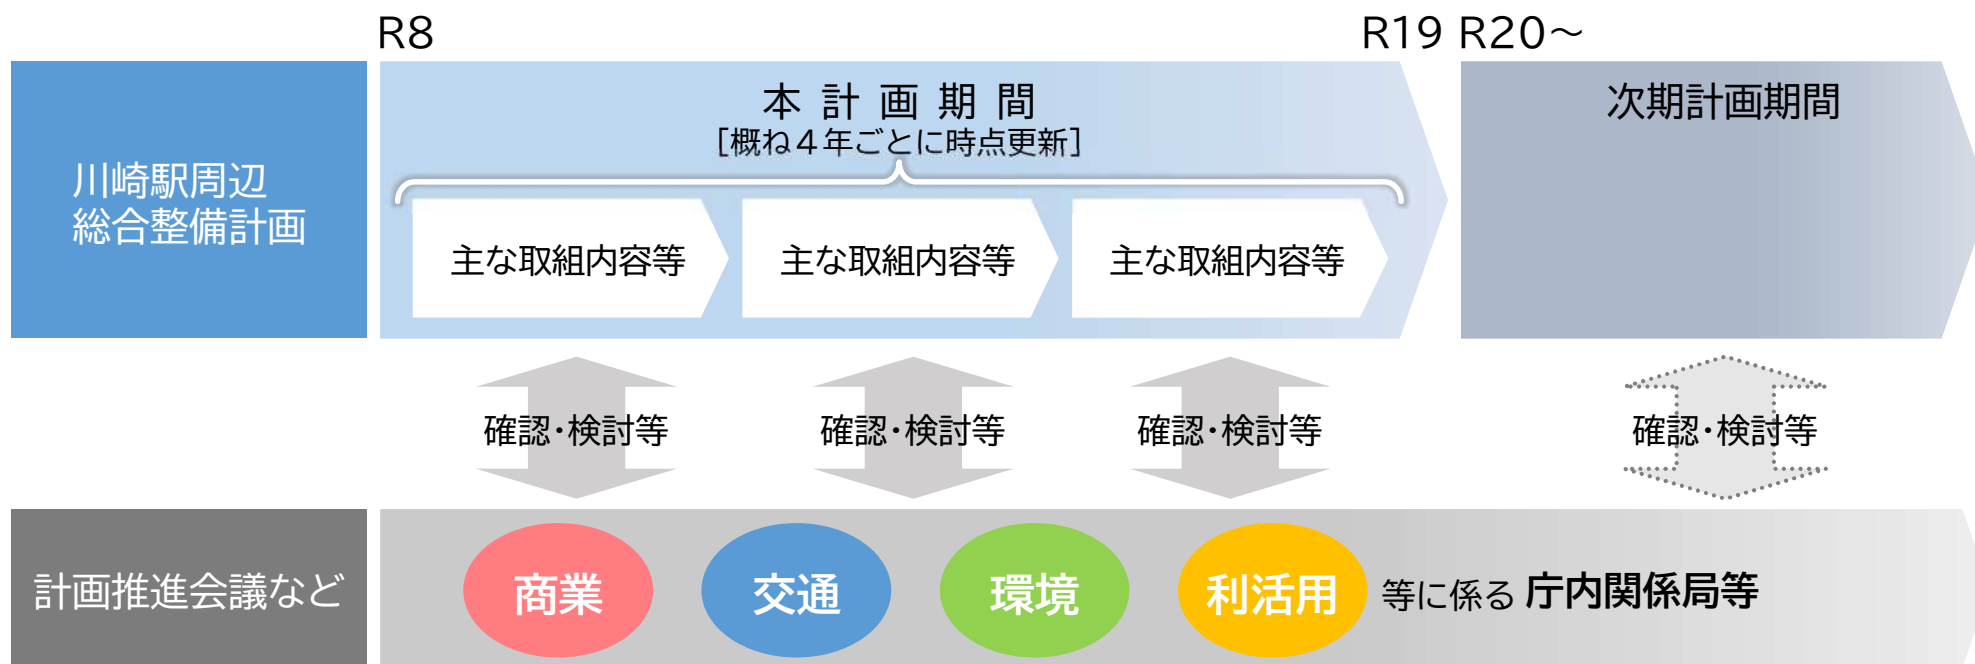 R8
R19 R20～
川崎駅周辺
総合整備計画
本計画期間
［概ね４年ごとに時点更新］
次期計画期間
主な取組内容等
主な取組内容等
主な取組内容等
確認・検討等
確認・検討等
確認・検討等
確認・検討等
計画推進会議など
商業
交通
環境
利活用
等に係る 庁内関係局等